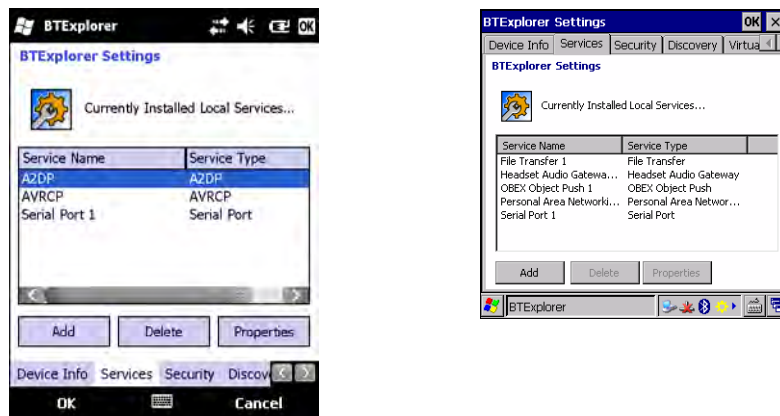 BTExplorer OK
BTExplorer Settings
Currently Installed Local Services...
Service Name Service Type
A2DP A2DP
AVRCP AVRCP
Serial Port 1 Serial Port
Add Delete Properties
Device Info Services Security Discov
OK Cancel
BTExplorer Settings OK
Device Info Services Security Discovery Virtua
BTExplorer Settings
Currently Installed Local Services...
Service Name Service Type
File Transfer 1 File Transfer
Headset Audio Gatewa... Headset Audio Gateway
OBEX Object Push 1 OBEX Object Push
Personal Area Networki... Personal Area Networ...
Serial Port 1 Serial Port
Add Delete Properties
BTExplorer